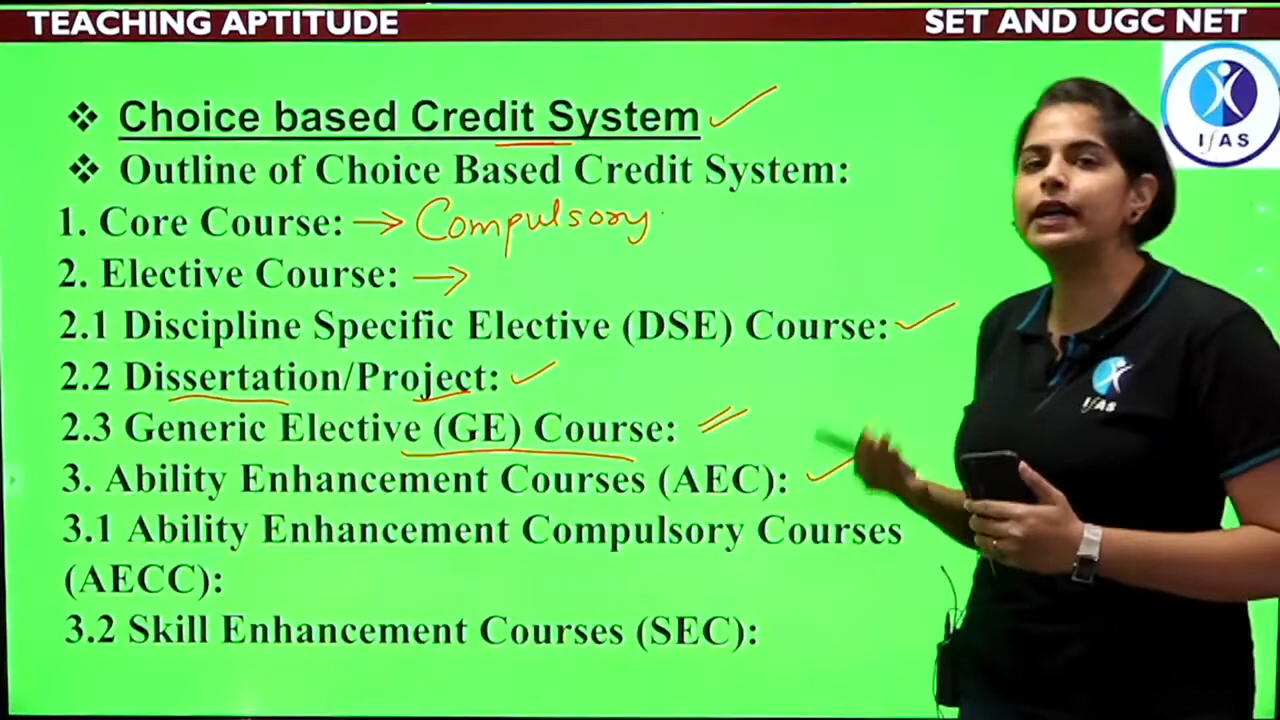 TEACHING APTITUDE
SET AND UGC NET
IfAS
❖ Choice based Credit System
❖ Outline of Choice Based Credit System:
1. Core Course: → Compulsory
2. Elective Course: →
2.1 Discipline Specific Elective (DSE) Course:
2.2 Dissertation/Project:
2.3 Generic Elective (GE) Course:
3. Ability Enhancement Courses (AEC):
3.1 Ability Enhancement Compulsory Courses
(AECC):
3.2 Skill Enhancement Courses (SEC):
IfAS